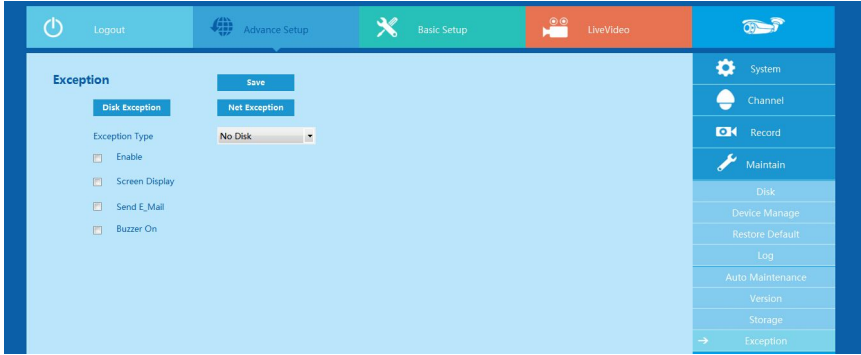 Logout
Advance Setup
Basic Setup
LiveVideo
Exception
Save
Disk Exception
Net Exception
Exception Type
No Disk
Enable
Screen Display
Send E_Mail
Buzzer On
System
Channel
Record
Maintain
Disk
Device Manage
Restore Default
Log
Auto Maintenance
Version
Storage
Exception